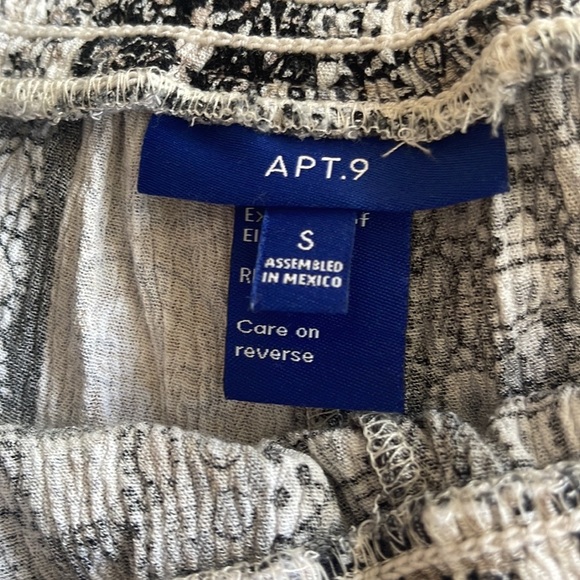 APT.9
S
ASSEMBLED
IN MEXICO
Care on
reverse